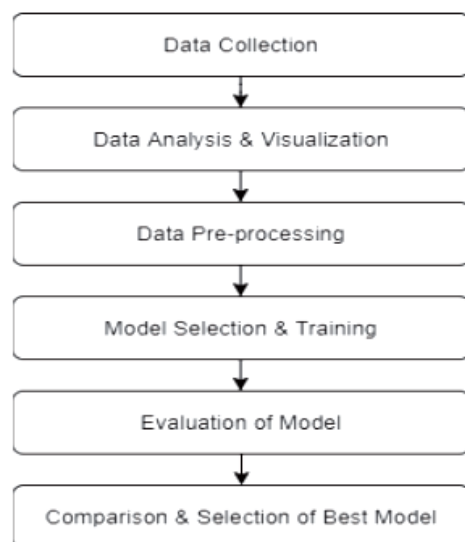 Data Collection
Data Analysis & Visualization
Data Pre-processing
Model Selection & Training
Evaluation of Model
Comparison & Selection of Best Model